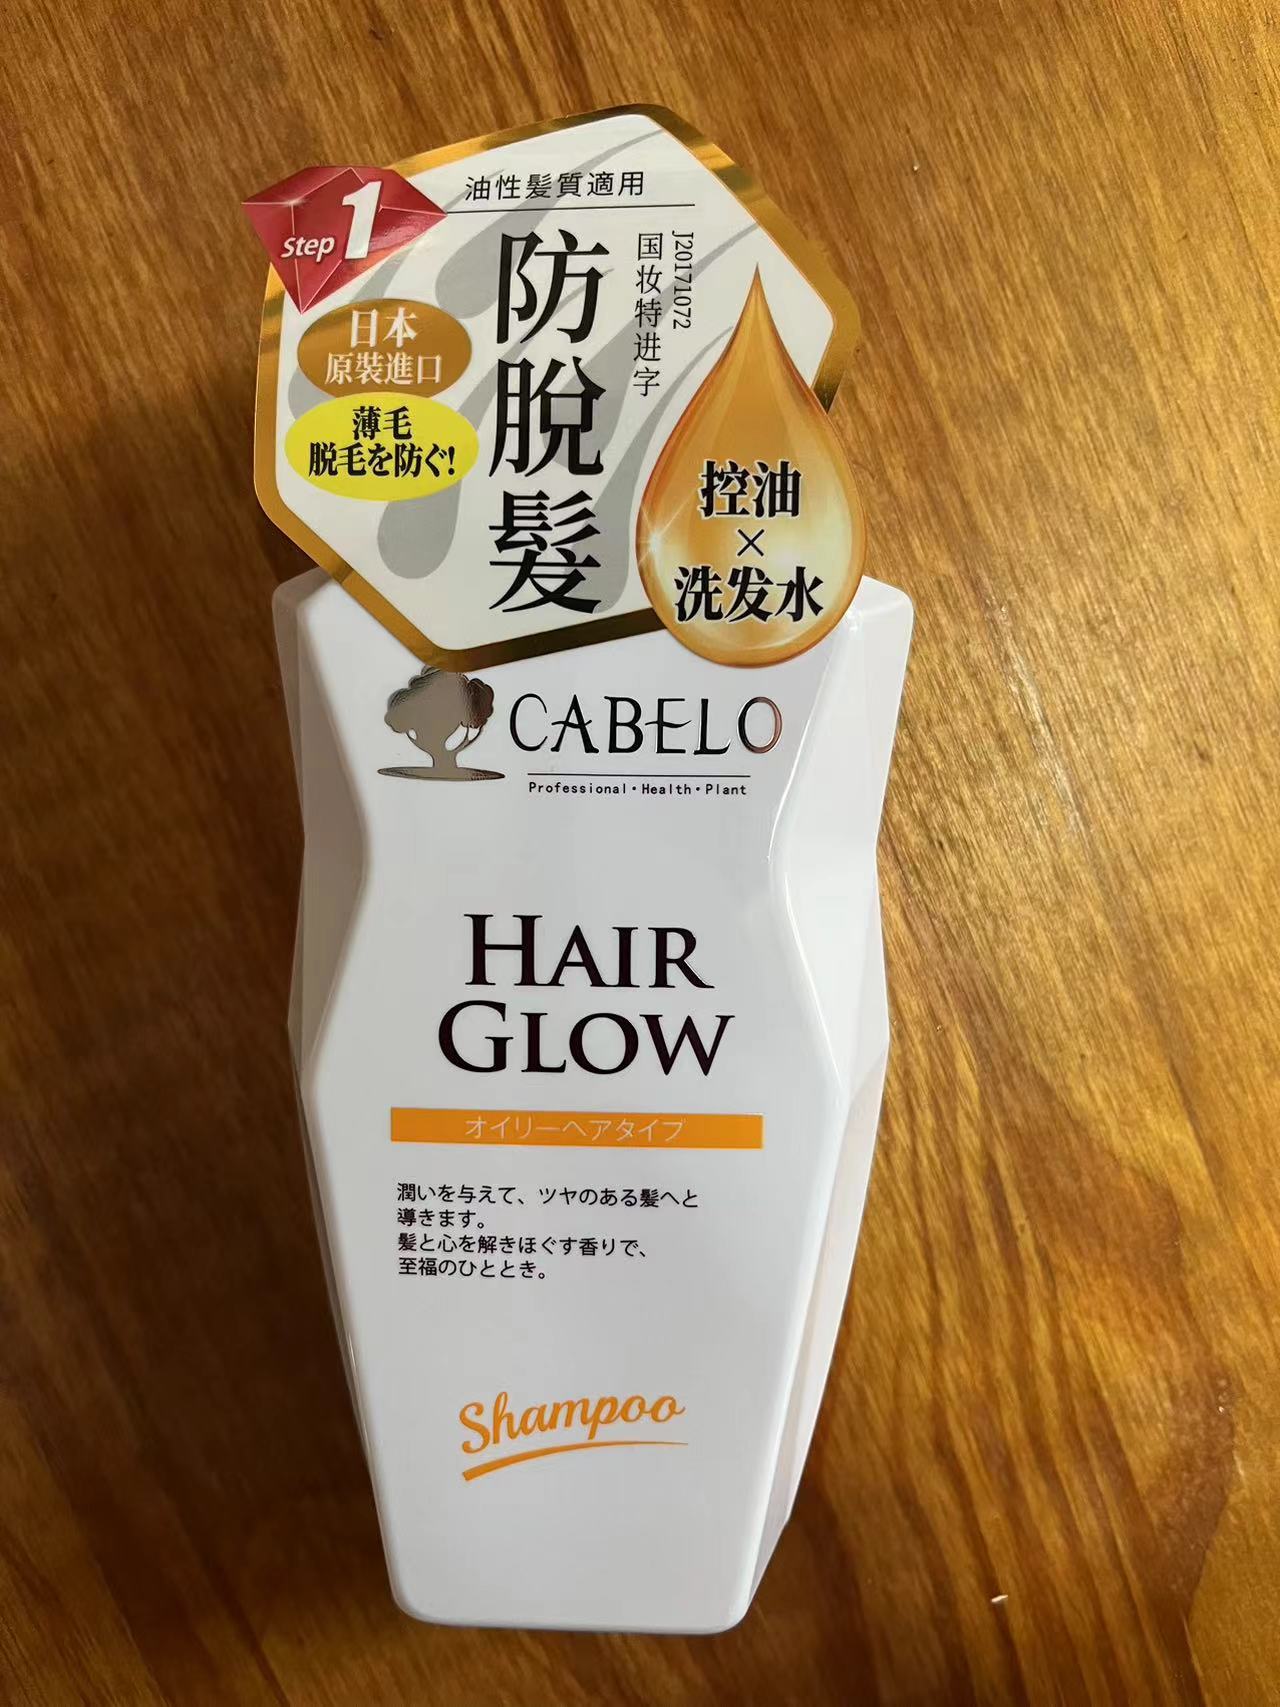 油性髪質適用
Step 1
防脫髮
国妆特进字
J20171072
日本
原裝進口
薄毛
脱毛を防ぐ!
控油
×
洗发水
CABELO
Professional・Health・Plant
HAIR
GLOW
オイリーヘアタイプ
潤いを与えて、ツヤのある髪へと
導きます。
髪と心を解きほぐす香りで、
至福のひととき。
Shampoo